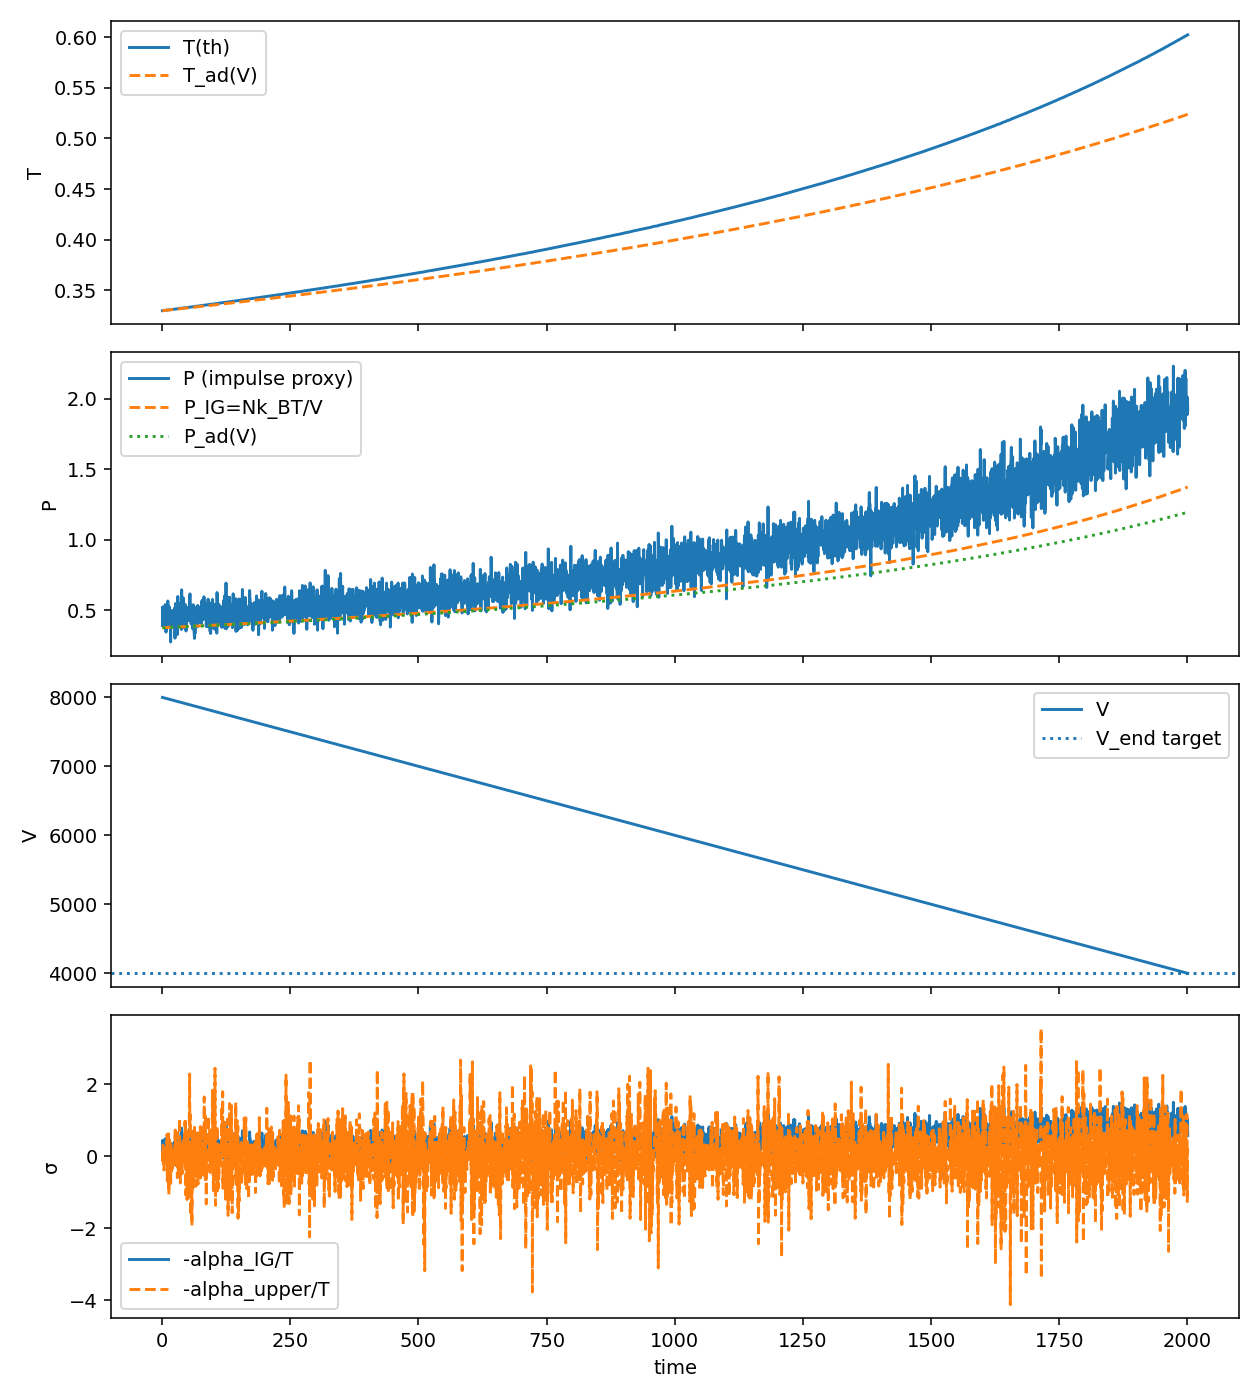 0.60
0.55
0.50
0.45
0.40
0.35
T
T(th)
T_ad(V)
2.0
1.5
1.0
0.5
P
P (impulse proxy)
P_IG=Nk_BT/V
P_ad(V)
8000
7000
6000
5000
4000
V
V
V_end target
2
0
−2
−4
σ
-alpha_IG/T
-alpha_upper/T
0 250 500 750 1000 1250 1500 1750 2000
time